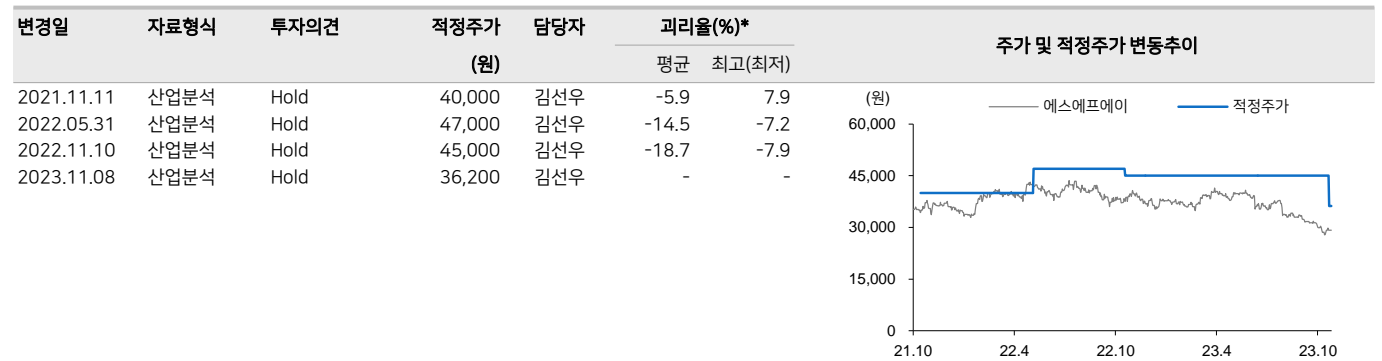 변경일 자료형식 투자의견 적정주가 담당자 괴리율(%)* 주가 및 적정주가 변동추이
(원) 평균 최고(최저)
2021.11.11 산업분석 Hold 40,000 김선우 -5.9 7.9
2022.05.31 산업분석 Hold 47,000 김선우 -14.5 -7.2
2022.11.10 산업분석 Hold 45,000 김선우 -18.7 -7.9
2023.11.08 산업분석 Hold 36,200 김선우 - -
(원) 에스에프에이 적정주가
60,000
45,000
30,000
15,000
0
21.10 22.4 22.10 23.4 23.10